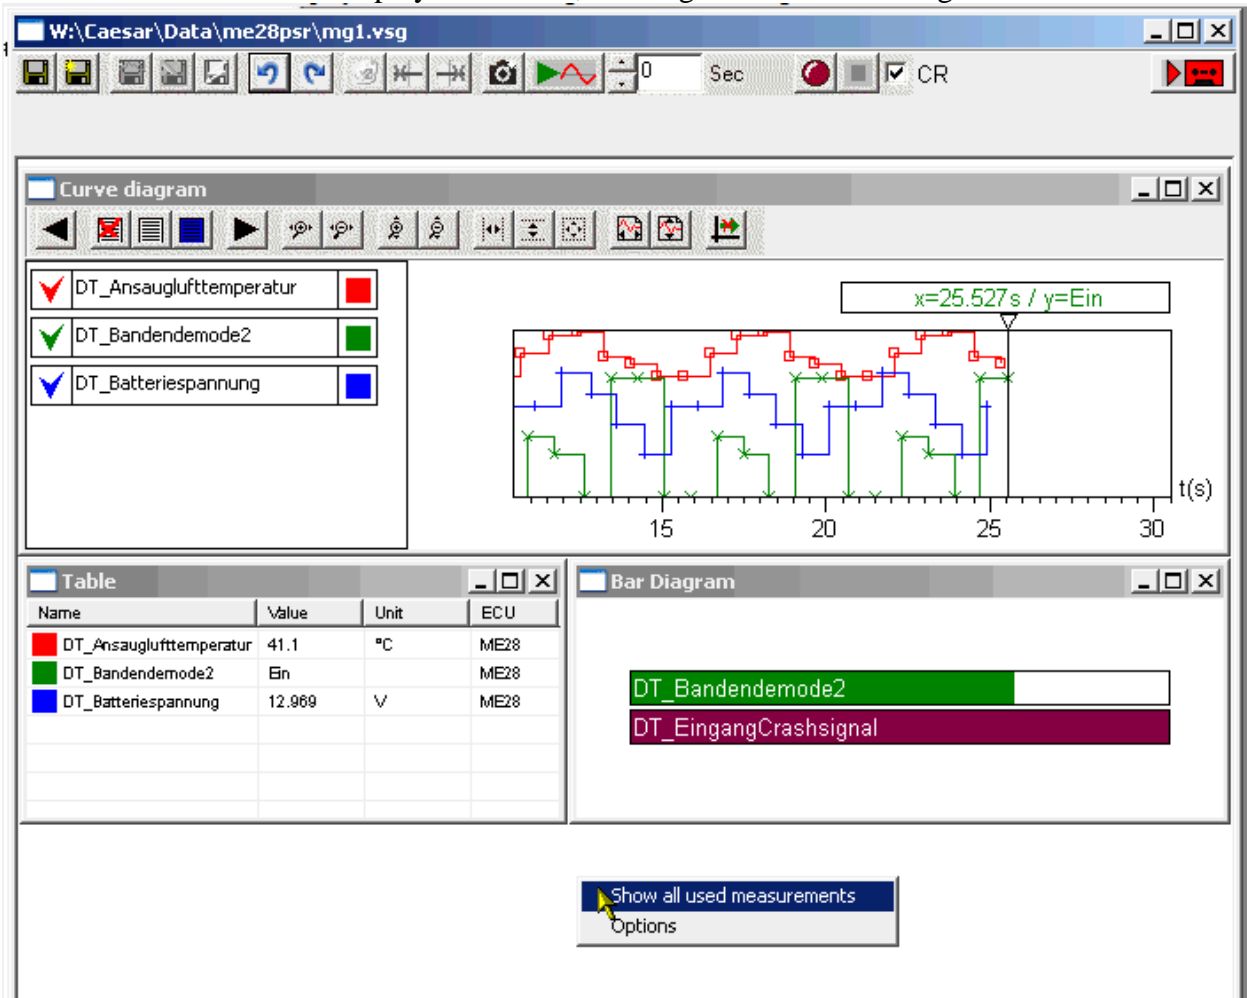 W:\Caesar\Data\me28psr\mg1.vsg
0 Sec CR
Curve diagram
DT_Ansauglufttemperatur
DT_Bandendemode2
DT_Batteriespannung
x=25.527s / y=Ein
t(s)
15 20 25 30
Table
Name Value Unit ECU
DT_Ansauglufttemperatur 41.1 °C ME28
DT_Bandendemode2 Ein ME28
DT_Batteriespannung 12.969 V ME28
Bar Diagram
DT_Bandendemode2
DT_EingangCrashsignal
Show all used measurements
Options